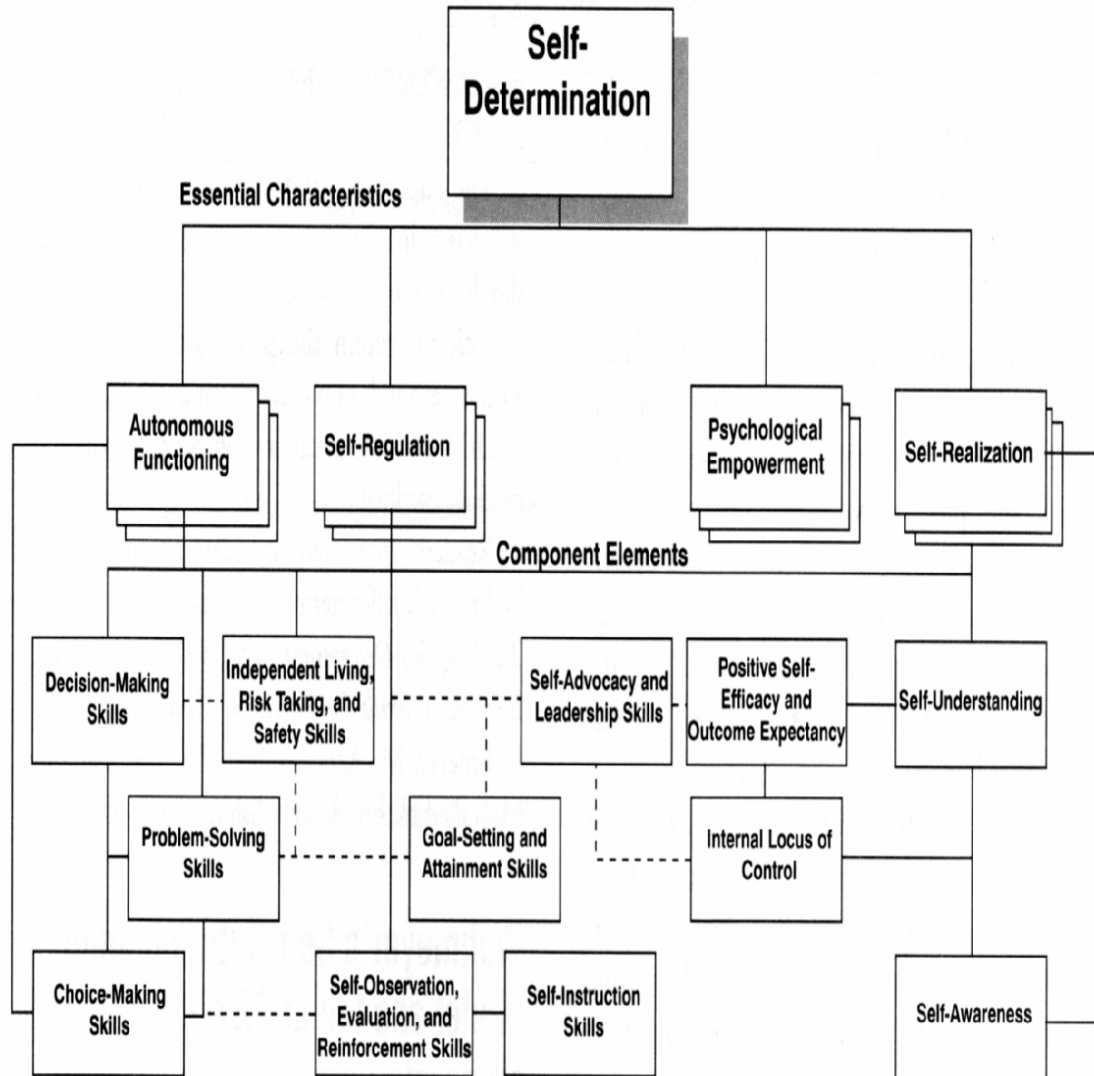 Self-
Determination
Essential Characteristics
Autonomous
Functioning
Self-Regulation
Psychological
Empowerment
Self-Realization
Component Elements
Decision-Making
Skills
Independent Living,
Risk Taking, and
Safety Skills
Self-Advocacy and
Leadership Skills
Positive Self-
Efficacy and
Outcome Expectancy
Self-Understanding
Problem-Solving
Skills
Goal-Setting and
Attainment Skills
Internal Locus of
Control
Choice-Making
Skills
Self-Observation,
Evaluation, and
Reinforcement Skills
Self-Instruction
Skills
Self-Awareness